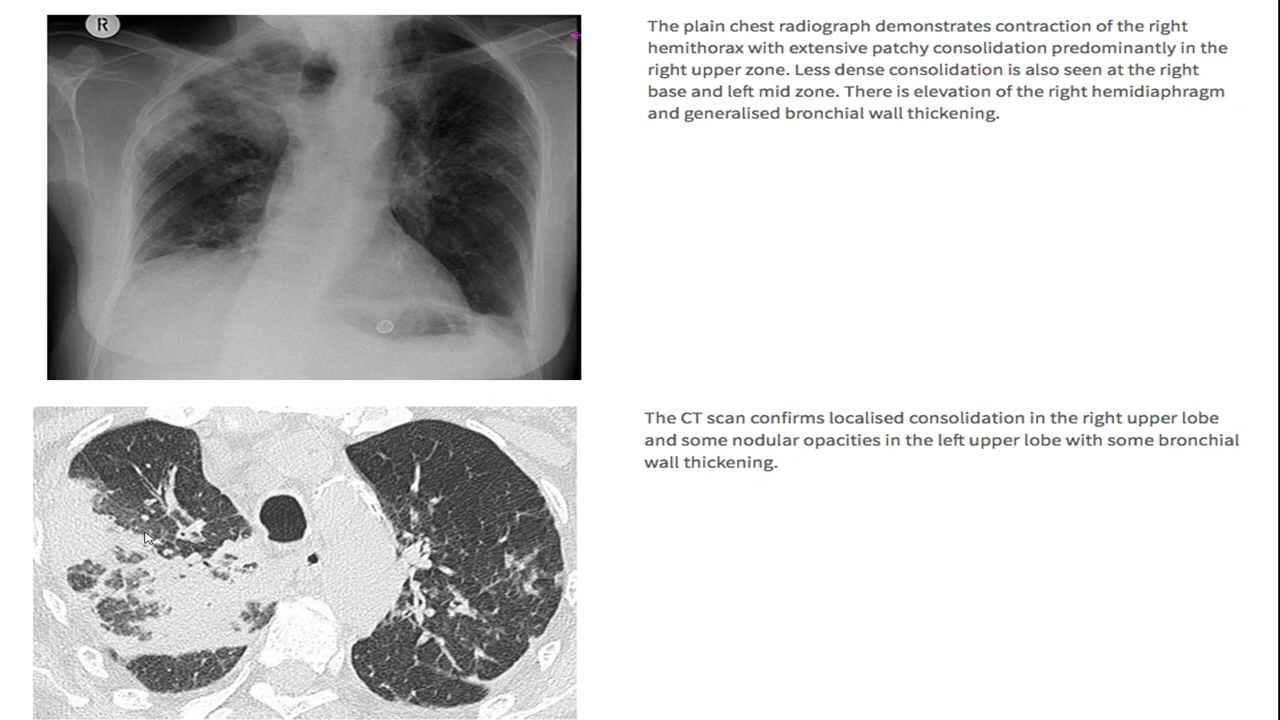 R
The plain chest radiograph demonstrates contraction of the right
hemithorax with extensive patchy consolidation predominantly in the
right upper zone. Less dense consolidation is also seen at the right
base and left mid zone. There is elevation of the right hemidiaphragm
and generalised bronchial wall thickening.
The CT scan confirms localised consolidation in the right upper lobe
and some nodular opacities in the left upper lobe with some bronchial
wall thickening.